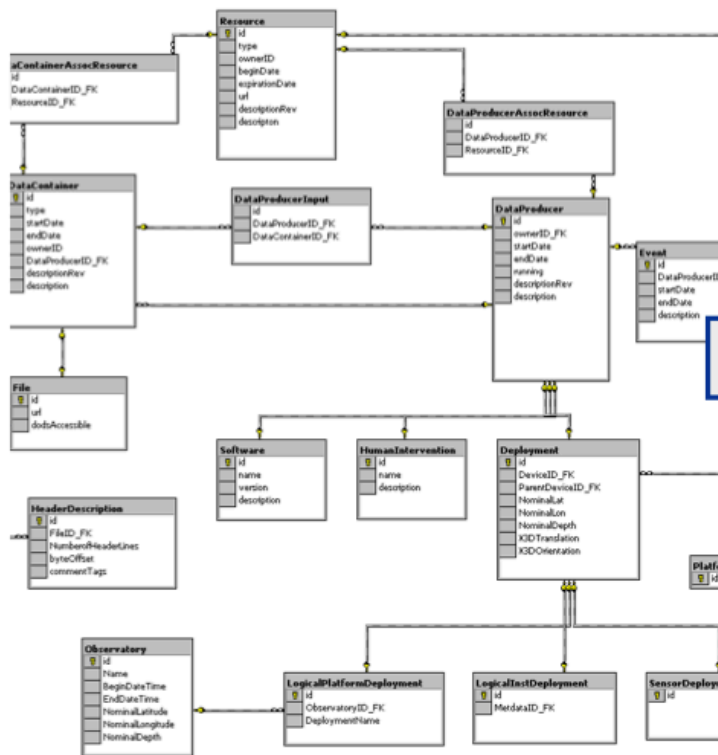 Resource
id
type
ownerID
beginDate
expirationDate
url
descriptionRev
descripton
aContainerAssocResource
id
DataContainerID_FK
ResourceID_FK
DataProducerAssocResource
id
DataProducerID_FK
ResourceID_FK
DataContainer
id
type
startDate
endDate
ownerID
DataProducerID_FK
descriptionRev
description
DataProducerInput
id
DataProducerID_FK
DataContainerID_FK
DataProducer
id
ownerID_FK
startDate
endDate
running
descriptionRev
description
Event
id
DataProducerI
startDate
endDate
description
File
id
url
dodsAccessible
Software
id
name
version
description
HumanIntervention
id
name
description
Deployment
id
DeviceID_FK
ParentDeviceID_FK
NominalLat
NominalLon
NominalDepth
X3DTranslation
X3DOrientation
HeaderDescription
id
FileID_FK
NumberofHeaderLines
byteOffset
commentTags
Platf
id
Observatory
id
Name
BeginDateTime
EndDateTime
NominalLatitude
NominalLongitude
NominalDepth
LogicalPlatformDeployment
id
ObservatoryID_FK
DeploymentName
LogicalInstDeployment
id
MetdataID_FK
SensorDeploy
id